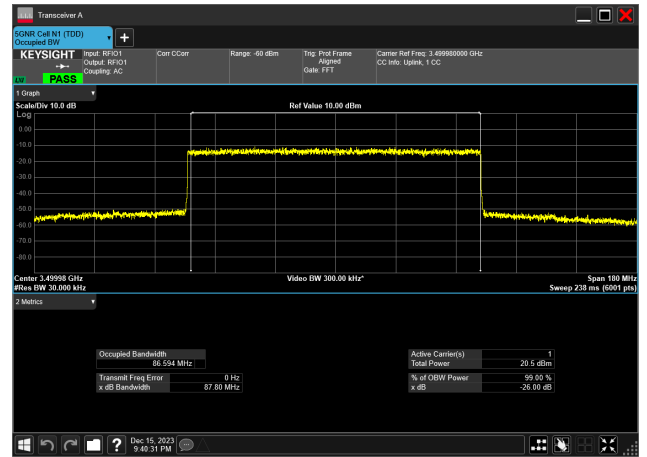 Transceiver A
5GNR Cell N1 (TDD)
Occupied BW
KEYSIGHT
LXI
PASS
Input: RFIO1
Output: RFIO1
Coupling: AC
Corr CCorr
Range: -60 dBm
Trig: Prot Frame
Aligned
Gate: FFT
Carrier Ref Freq: 3.499980000 GHz
CC Info: Uplink, 1 CC
1 Graph
Scale/Div 10.0 dB
Ref Value 10.00 dBm
Log
0.00
-10.0
-20.0
-30.0
-40.0
-50.0
-60.0
-70.0
-80.0
Center 3.49998 GHz
Video BW 300.00 kHz*
Span 180 MHz
#Res BW 30.000 kHz
Sweep 238 ms (6001 pts)
2 Metrics
Occupied Bandwidth
86.594 MHz
Active Carrier(s) 1
Total Power 20.5 dBm
Transmit Freq Error 0 Hz
x dB Bandwidth 87.80 MHz
% of OBW Power 99.00 %
x dB -26.00 dB
Dec 15, 2023
9:40:31 PM